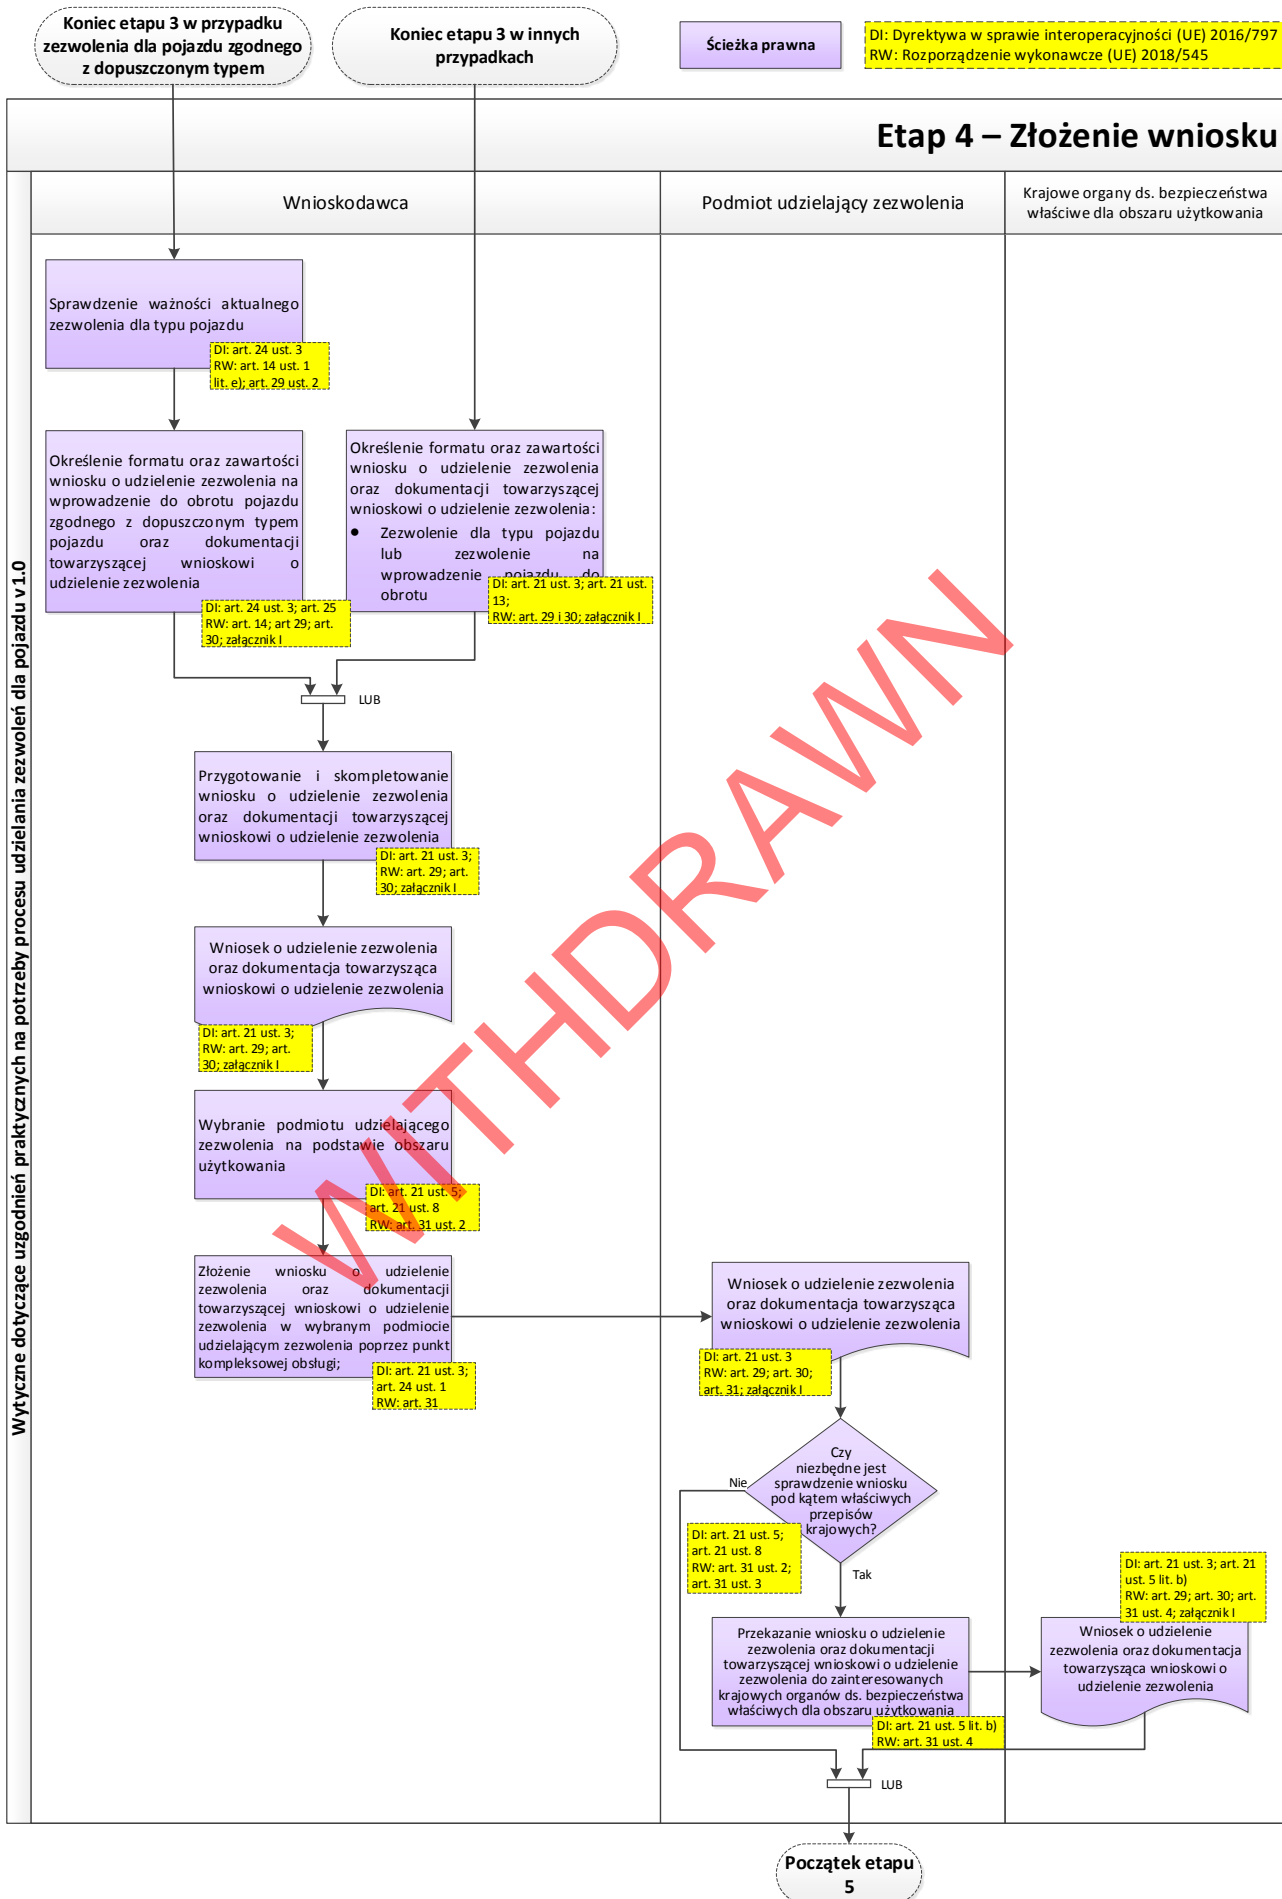 Koniec etapu 3 w przypadku
zezwolenia dla pojazdu zgodnego
z dopuszczonym typem
Koniec etapu 3 w innych
przypadkach
Ścieżka prawna
DI: Dyrektywa w sprawie interoperacyjności (UE) 2016/797
RW: Rozporządzenie wykonawcze (UE) 2018/545
Etap 4 – Złożenie wniosku
Wytyczne dotyczące uzgodnień praktycznych na potrzeby procesu udzielania zezwoleń dla pojazdu v 1.0
Wnioskodawca
Podmiot udzielający zezwolenia
Krajowe organy ds. bezpieczeństwa
właściwe dla obszaru użytkowania
Sprawdzenie ważności aktualnego
zezwolenia dla typu pojazdu
DI: art. 24 ust. 3
RW: art. 14 ust. 1
lit. e); art. 29 ust. 2
Określenie formatu oraz zawartości
wniosku o udzielenie zezwolenia na
wprowadzenie do obrotu pojazdu
zgodnego z dopuszczonym typem
pojazdu oraz dokumentacji
towarzyszącej wnioskowi o
udzielenie zezwolenia
DI: art. 24 ust. 3; art. 25
RW: art. 14; art 29; art.
30; załącznik I
Określenie formatu oraz zawartości
wniosku o udzielenie zezwolenia
oraz dokumentacji towarzyszącej
wnioskowi o udzielenie zezwolenia:
● Zezwolenie dla typu pojazdu
lub zezwolenie na
wprowadzenie pojazdu do
obrotu
DI: art. 21 ust. 3; art. 21 ust.
13;
RW: art. 29 i 30; załącznik I
LUB
Przygotowanie i skompletowanie
wniosku o udzielenie zezwolenia
oraz dokumentacji towarzyszącej
wnioskowi o udzielenie zezwolenia
DI: art. 21 ust. 3;
RW: art. 29; art.
30; załącznik I
Wniosek o udzielenie zezwolenia
oraz dokumentacja towarzysząca
wnioskowi o udzielenie zezwolenia
DI: art. 21 ust. 3;
RW: art. 29; art.
30; załącznik I
Wybranie podmiotu udzielającego
zezwolenia na podstawie obszaru
użytkowania
DI: art. 21 ust. 5;
art. 21 ust. 8
RW: art. 31 ust. 2
Złożenie wniosku o udzielenie
zezwolenia oraz dokumentacji
towarzyszącej wnioskowi o udzielenie
zezwolenia w wybranym podmiocie
udzielającym zezwolenia poprzez punkt
kompleksowej obsługi;
DI: art. 21 ust. 3;
art. 24 ust. 1
RW: art. 31
Wniosek o udzielenie zezwolenia
oraz dokumentacja towarzysząca
wnioskowi o udzielenie zezwolenia
DI: art. 21 ust. 3
RW: art. 29; art. 30;
art. 31; załącznik I
Czy
niezbędne jest
sprawdzenie wniosku
pod kątem właściwych
przepisów
krajowych?
Nie
Tak
DI: art. 21 ust. 5;
art. 21 ust. 8
RW: art. 31 ust. 2;
art. 31 ust. 3
Przekazanie wniosku o udzielenie
zezwolenia oraz dokumentacji
towarzyszącej wnioskowi o udzielenie
zezwolenia do zainteresowanych
krajowych organów ds. bezpieczeństwa
właściwych dla obszaru użytkowania
DI: art. 21 ust. 5 lit. b)
RW: art. 31 ust. 4
DI: art. 21 ust. 3; art. 21
ust. 5 lit. b)
RW: art. 29; art. 30; art.
31 ust. 4; załącznik I
Wniosek o udzielenie
zezwolenia oraz dokumentacja
towarzysząca wnioskowi o
udzielenie zezwolenia
LUB
Początek etapu
5
WITHDRAWN